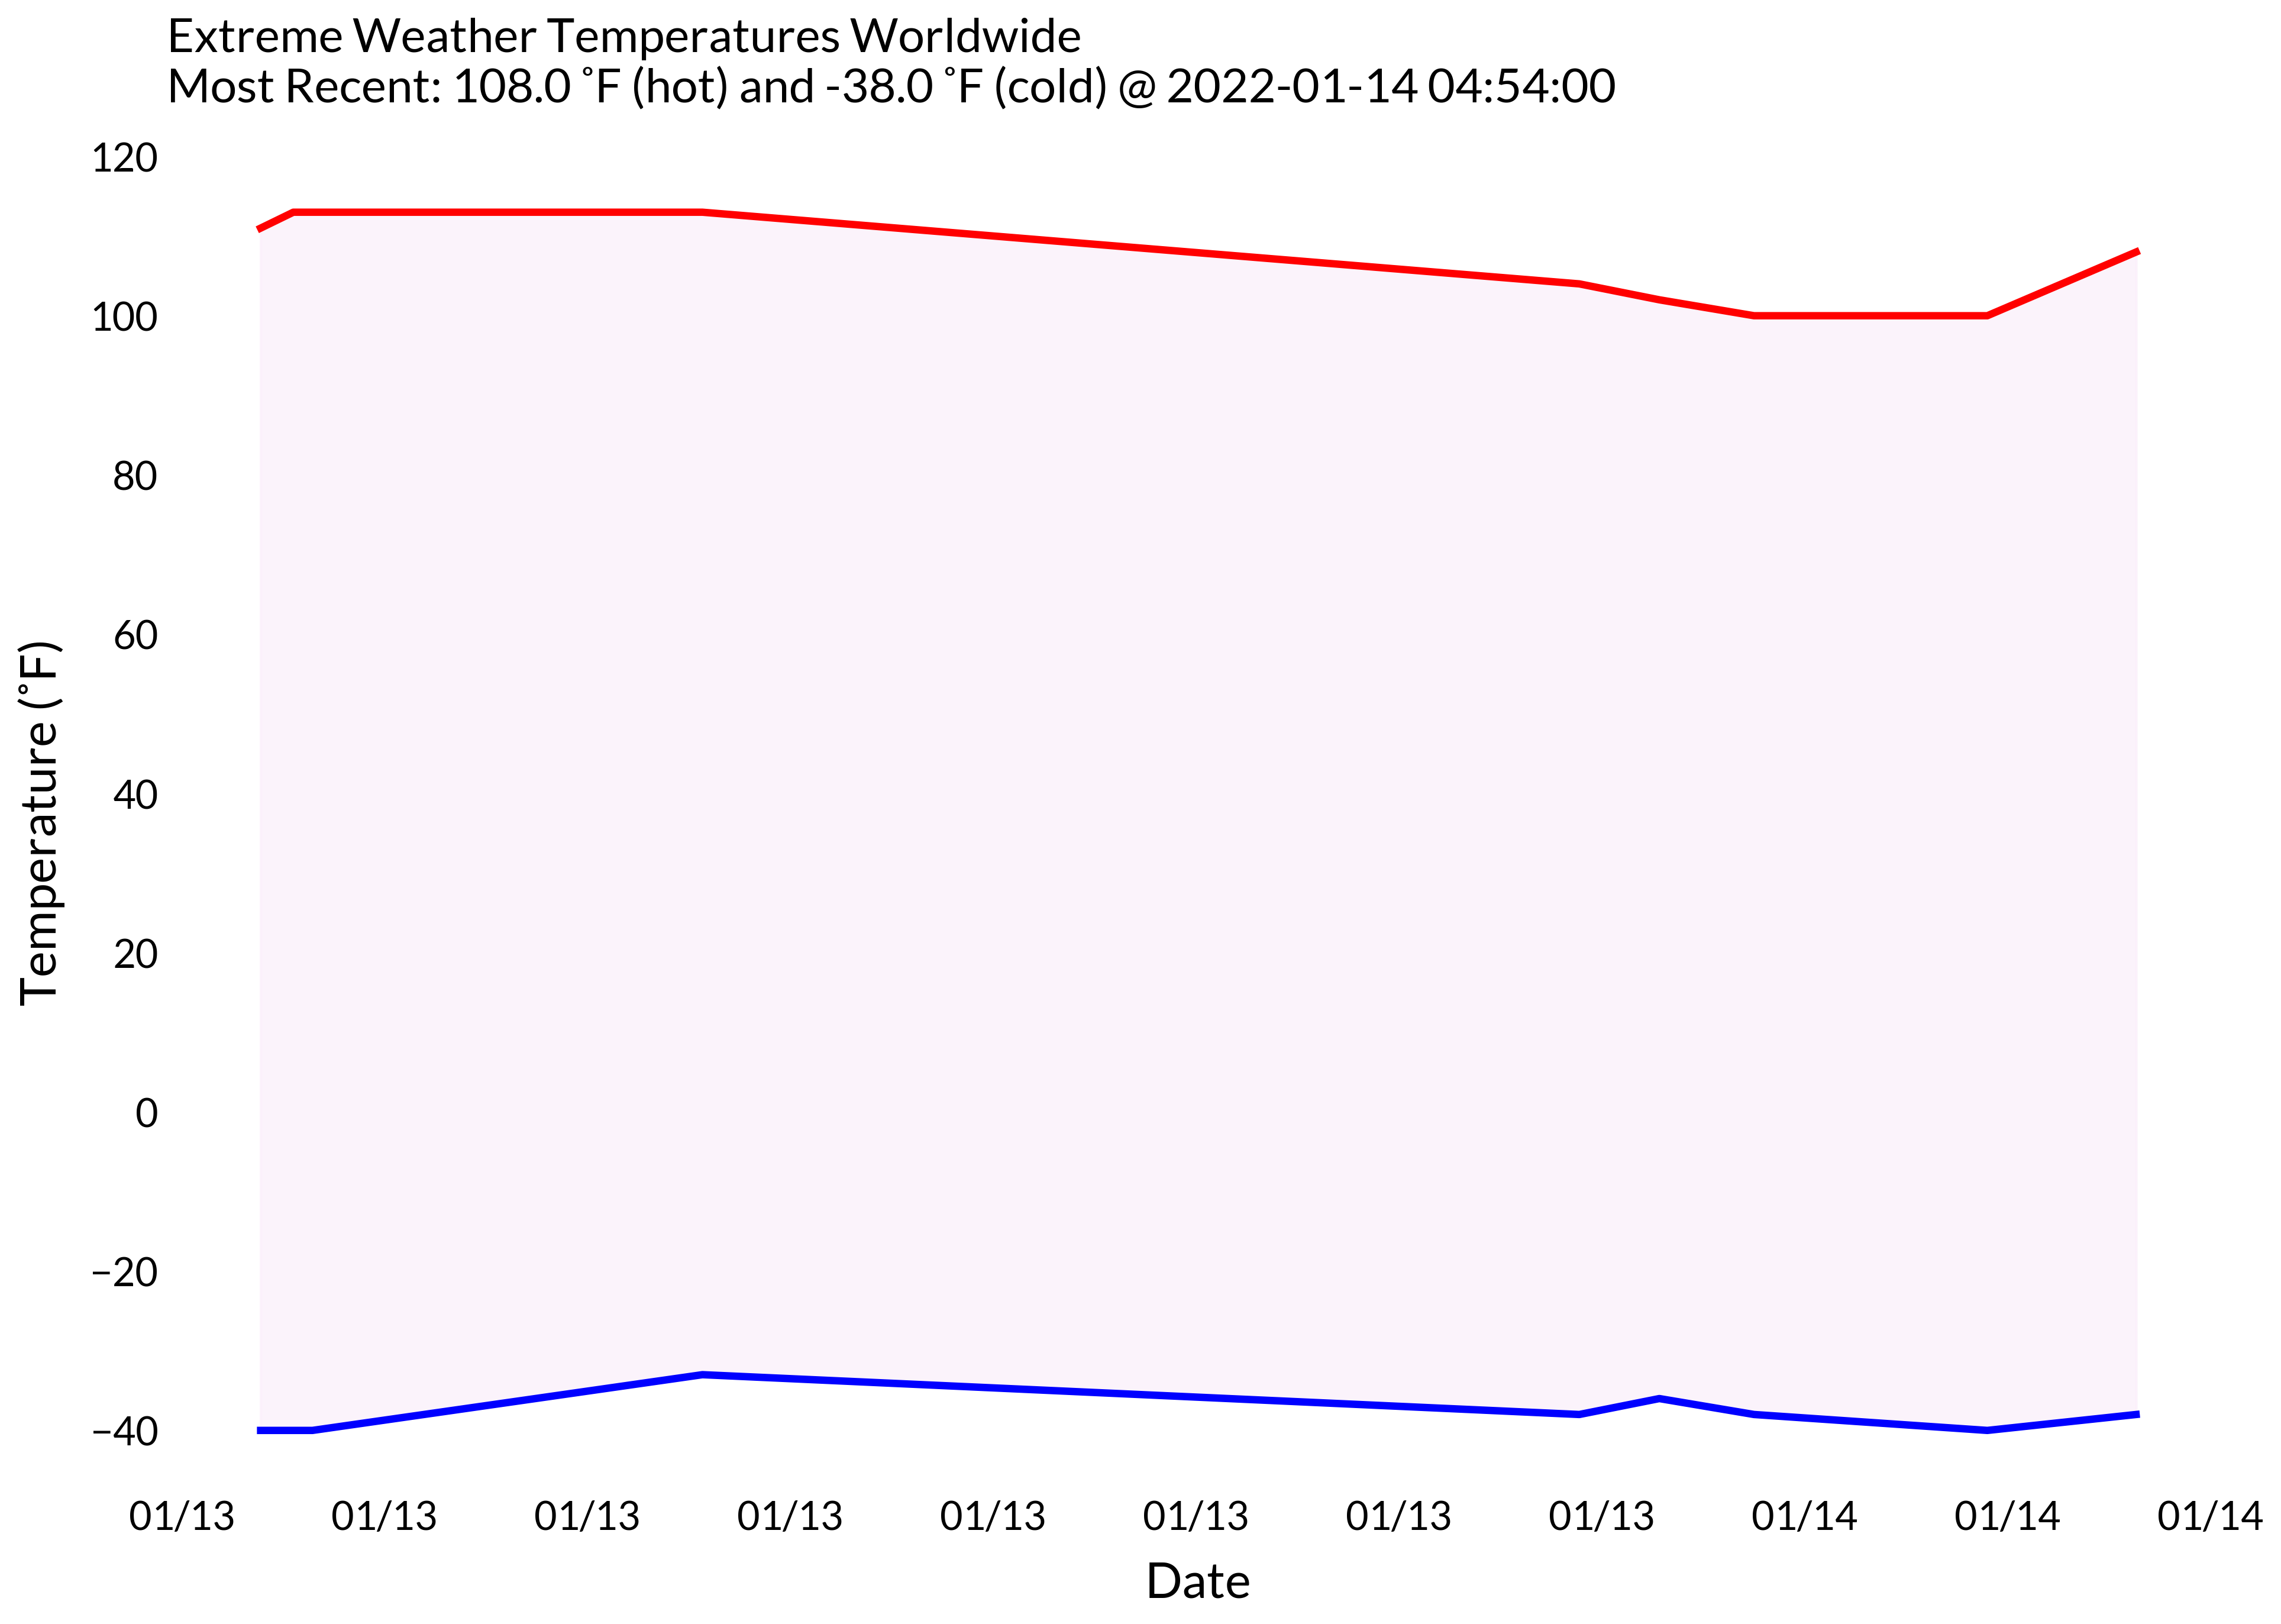 Extreme Weather Temperatures Worldwide
Most Recent: 108.0 °F (hot) and -38.0 °F (cold) @ 2022-01-14 04:54:00
120
100
80
60
40
20
0
−20
−40
Temperature (°F)
01/13 01/13 01/13 01/13 01/13 01/13 01/13 01/13 01/14 01/14 01/14
Date